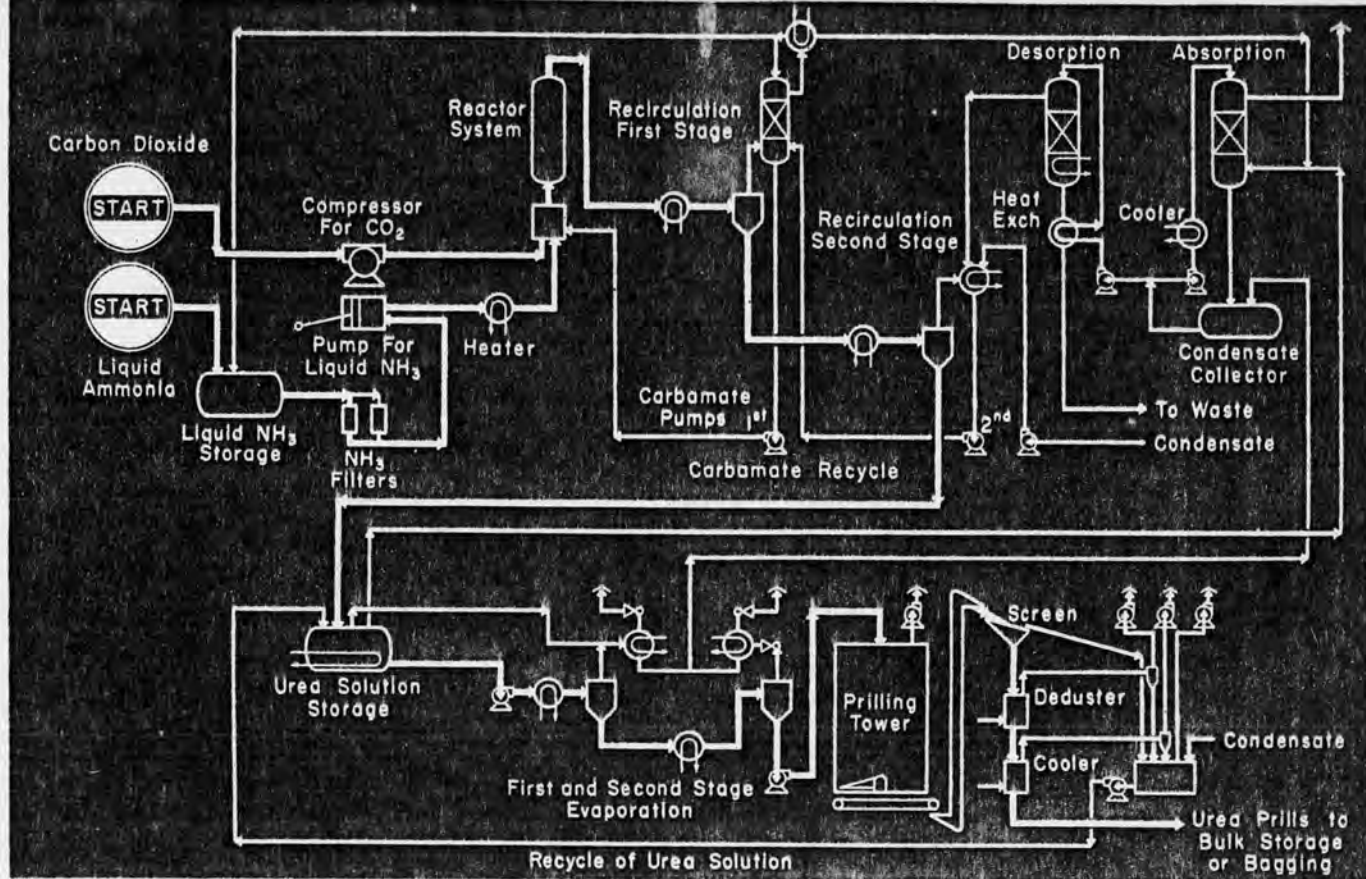 Desorption
Absorption
Reactor
System
Recirculation
First Stage
Carbon Dioxide
START
Compressor
For CO₂
Recirculation
Second Stage
Heat
Exch
Cooler
START
Liquid
Ammonia
Pump For
Liquid NH₃
Heater
Condensate
Collector
Liquid NH₃
Storage
NH₃
Filters
Carbamate
Pumps 1st
2nd
To Waste
Condensate
Carbamate Recycle
Screen
Urea Solution
Storage
Prilling
Tower
Deduster
Condensate
Cooler
First and Second Stage
Evaporation
Urea Prills to
Bulk Storage
or Bagging
Recycle of Urea Solution